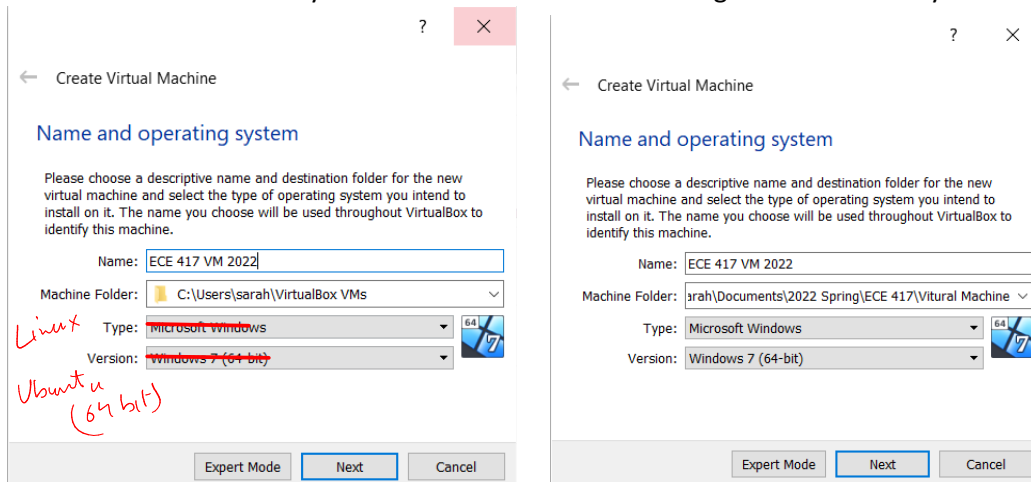 ?
Create Virtual Machine
Name and operating system
Please choose a descriptive name and destination folder for the new
virtual machine and select the type of operating system you intend to
install on it. The name you choose will be used throughout VirtualBox to
identify this machine.
Name: ECE 417 VM 2022
Machine Folder: C:\Users\sarah\VirtualBox VMs
Linux Type: Microsoft Windows
64
7
Version: Windows 7 (64-bit)
Ubuntu
(64 bit)
Expert Mode Next Cancel
?
Create Virtual Machine
Name and operating system
Please choose a descriptive name and destination folder for the new
virtual machine and select the type of operating system you intend to
install on it. The name you choose will be used throughout VirtualBox to
identify this machine.
Name: ECE 417 VM 2022
Machine Folder: arah\Documents\2022 Spring\ECE 417\Vitural Machine
Type: Microsoft Windows
64
7
Version: Windows 7 (64-bit)
Expert Mode Next Cancel